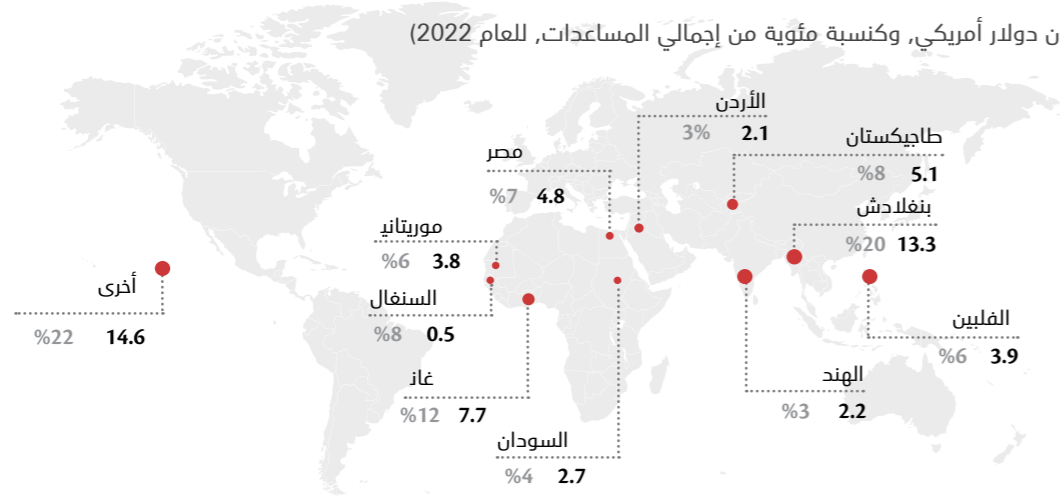 ن دولار أمريكي, وكنسبة مئوية من إجمالي المساعدات, للعام 2022)
الأردن
3% 2.1
طاجيكستان
5.1 %8
مصر
4.8 %7
بنغلادش
13.3 %20
موريتاني
3.8 %6
أخرى
14.6 %22
السنغال
0.5 %8
الفلبين
3.9 %6
غان
7.7 %12
الهند
2.2 %3
السودان
2.7 %4